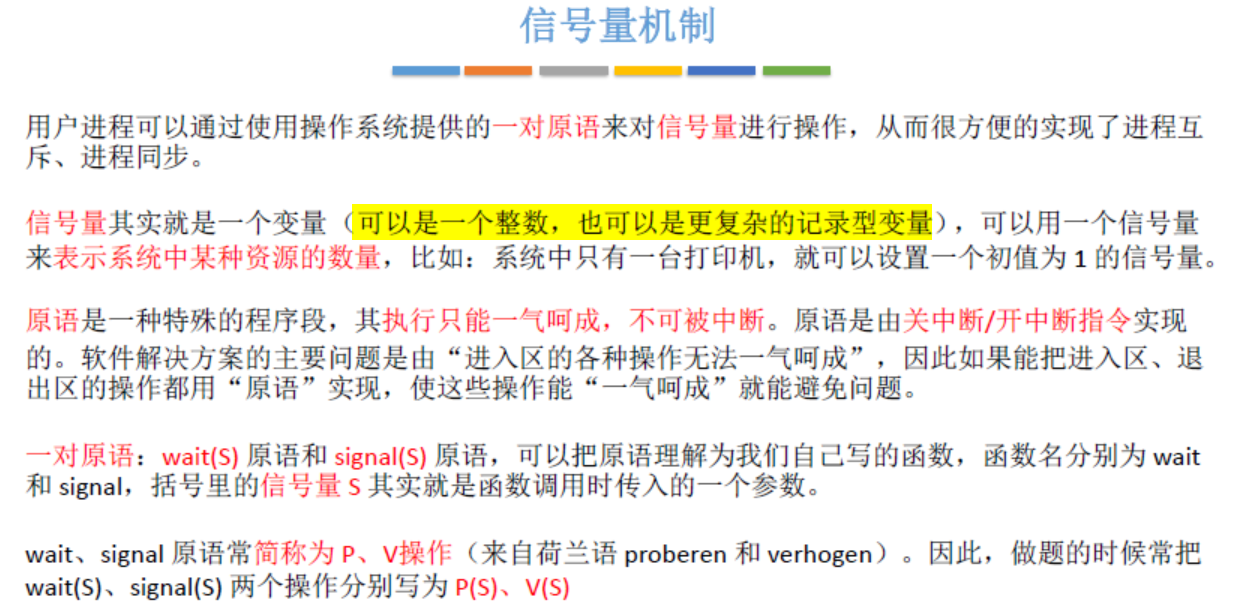 信号量机制
用户进程可以通过使用操作系统提供的一对原语来对信号量进行操作，从而很方便的实现了进程互
斥、进程同步。
信号量其实就是一个变量（可以是一个整数，也可以是更复杂的记录型变量），可以用一个信号量
来表示系统中某种资源的数量，比如：系统中只有一台打印机，就可以设置一个初值为 1 的信号量。
原语是一种特殊的程序段，其执行只能一气呵成，不可被中断。原语是由关中断/开中断指令实现
的。软件解决方案的主要问题是由“进入区的各种操作无法一气呵成”，因此如果能把进入区、退
出区的操作都用“原语”实现，使这些操作能“一气呵成”就能避免问题。
一对原语：wait(S) 原语和 signal(S) 原语，可以把原语理解为我们自己写的函数，函数名分别为 wait
和 signal，括号里的信号量 S 其实就是函数调用时传入的一个参数。
wait、signal 原语常简称为 P、V操作（来自荷兰语 proberen 和 verhogen）。因此，做题的时候常把
wait(S)、signal(S) 两个操作分别写为 P(S)、V(S)